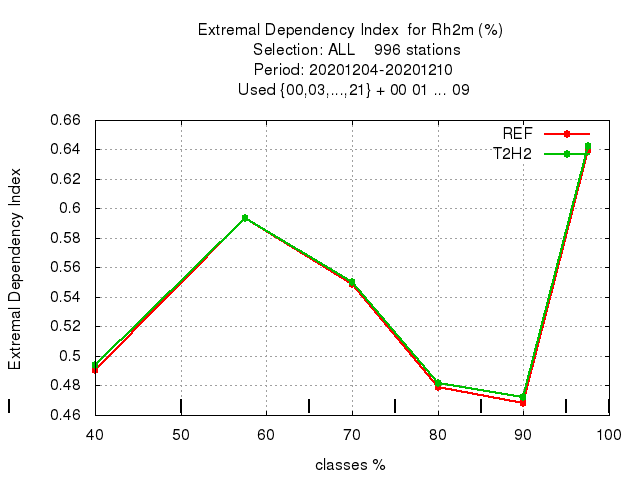 Extremal Dependency Index  for Rh2m (%)
Selection: ALL    996 stations
Period: 20201204-20201210
Used {00,03,...,21} + 00 01 ... 09
REF
T2H2
Extremal Dependency Index
0.66
0.64
0.62
0.6
0.58
0.56
0.54
0.52
0.5
0.48
0.46
40 50 60 70 80 90 100
classes %